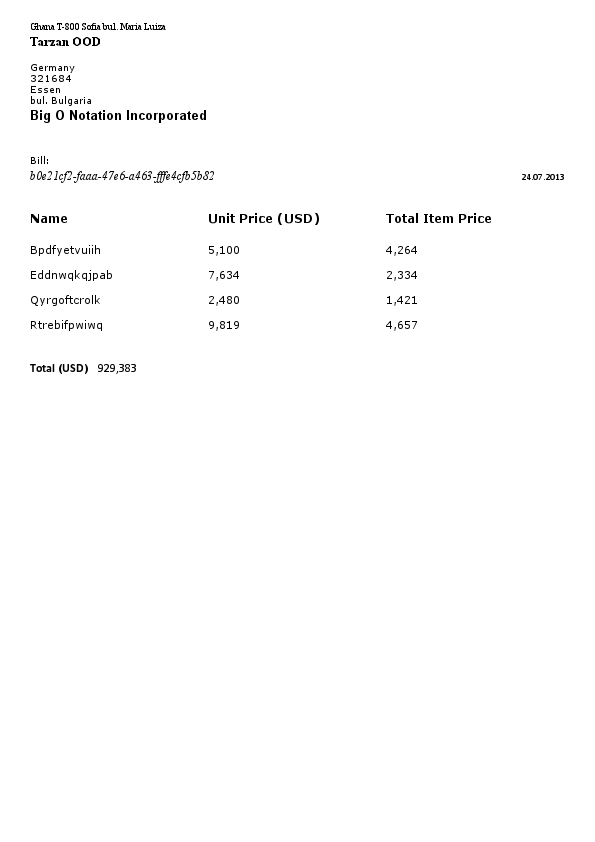 Ghana T-800 Sofia bul. Maria Luiza
Tarzan OOD
Germany
321684
Essen
bul. Bulgaria
Big O Notation Incorporated
Bill:
b0e21cf2-faaa-47e6-a463-fffe4cfb5b82 24.07.2013
Name Unit Price (USD) Total Item Price
Bpdfyetvuiih 5,100 4,264
Eddnwqkqjpab 7,634 2,334
Qyrgoftcrolk 2,480 1,421
Rtrebifpwiwq 9,819 4,657
Total (USD) 929,383